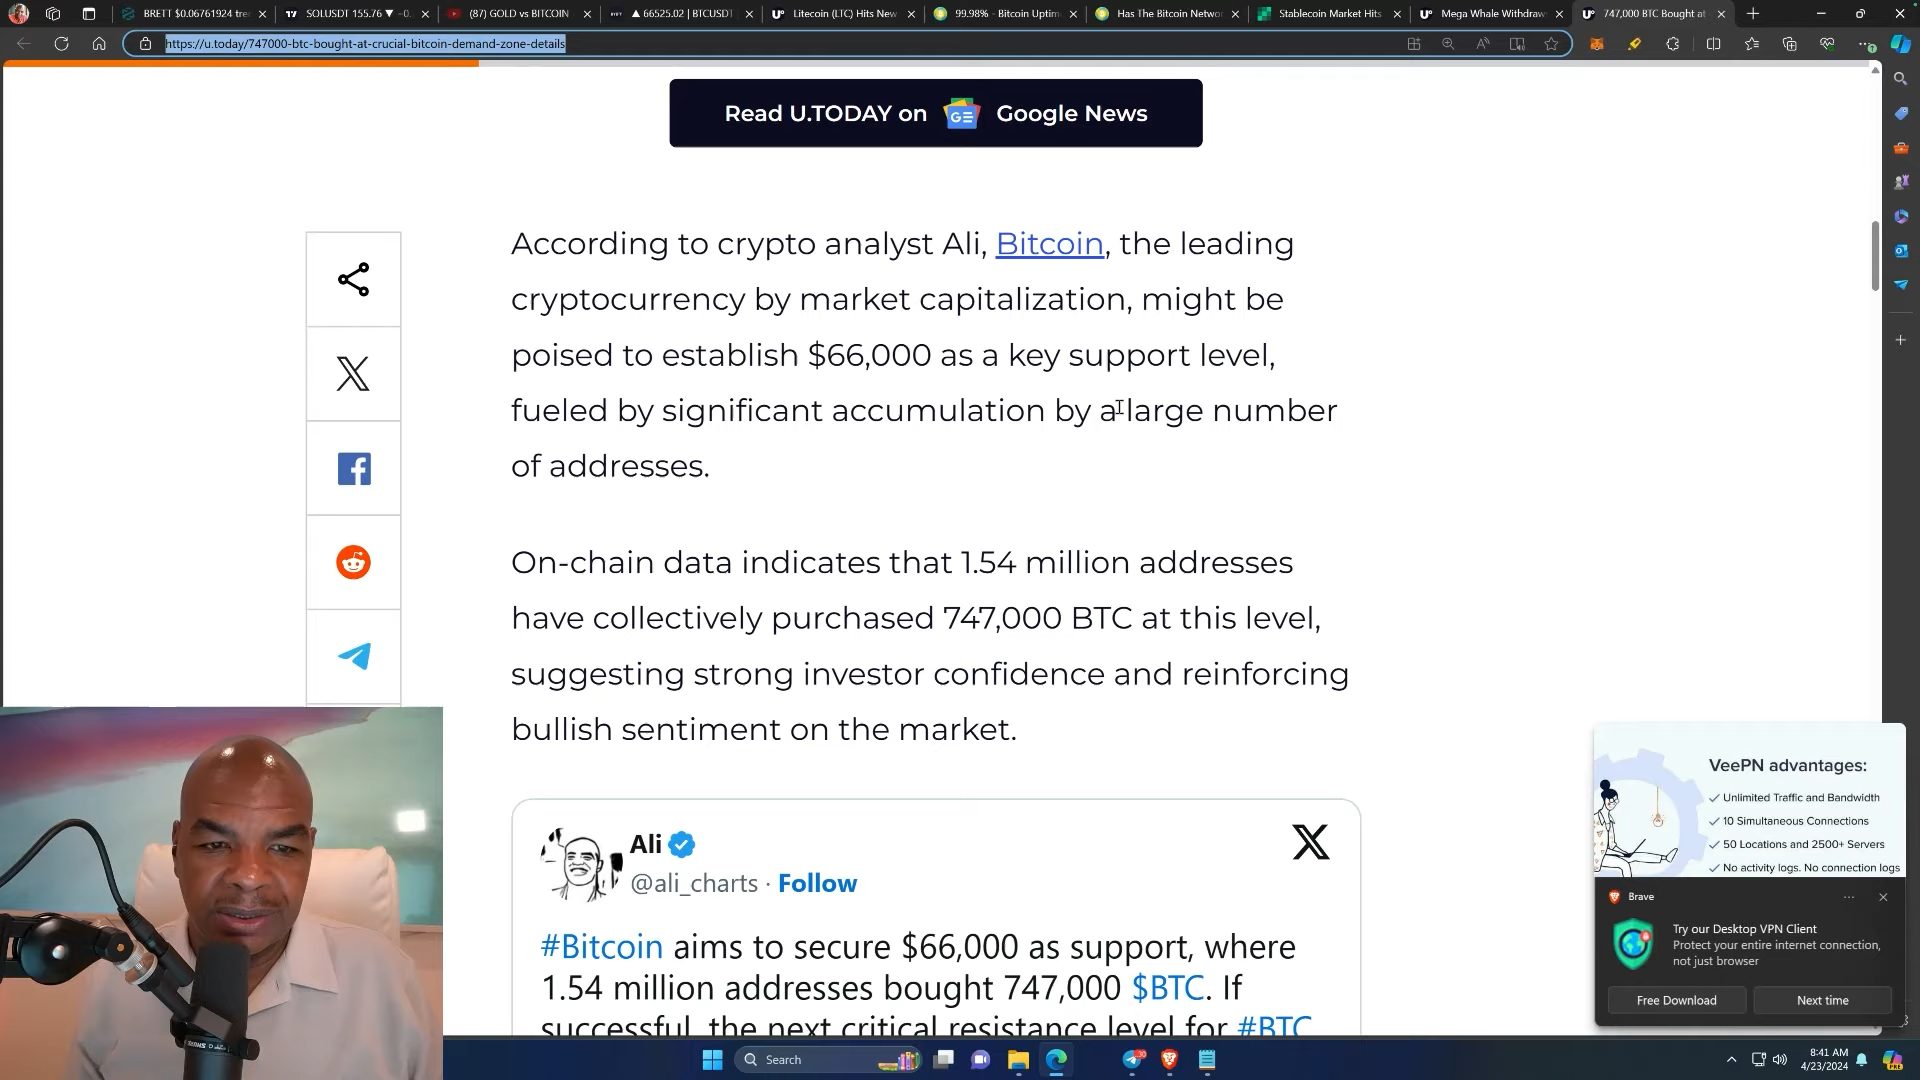 BRETT $0.06761924 tre
SOLUSDT 155.76 ▼ −0.
(87) GOLD vs BITCOIN
▲ 66525.02 | BTCUSDT
Litecoin (LTC) Hits New
99.98% - Bitcoin Uptim
Has The Bitcoin Networ
Stablecoin Market Hits
Mega Whale Withdraw
747,000 BTC Bought at
https://u.today/747000-btc-bought-at-crucial-bitcoin-demand-zone-details
Read U.TODAY on GE Google News
According to crypto analyst Ali, Bitcoin, the leading
cryptocurrency by market capitalization, might be
poised to establish $66,000 as a key support level,
fueled by significant accumulation by a large number
of addresses.
On-chain data indicates that 1.54 million addresses
have collectively purchased 747,000 BTC at this level,
suggesting strong investor confidence and reinforcing
bullish sentiment on the market.
Ali
@ali_charts · Follow
#Bitcoin aims to secure $66,000 as support, where
1.54 million addresses bought 747,000 $BTC. If
successful, the next critical resistance level for #BTC
VeePN advantages:
✓ Unlimited Traffic and Bandwidth
✓ 10 Simultaneous Connections
✓ 50 Locations and 2500+ Servers
✓ No activity logs. No connection logs
Brave
Try our Desktop VPN Client
Protect your entire internet connection,
not just browser
Free Download
Next time
Search
8:41 AM
4/23/2024